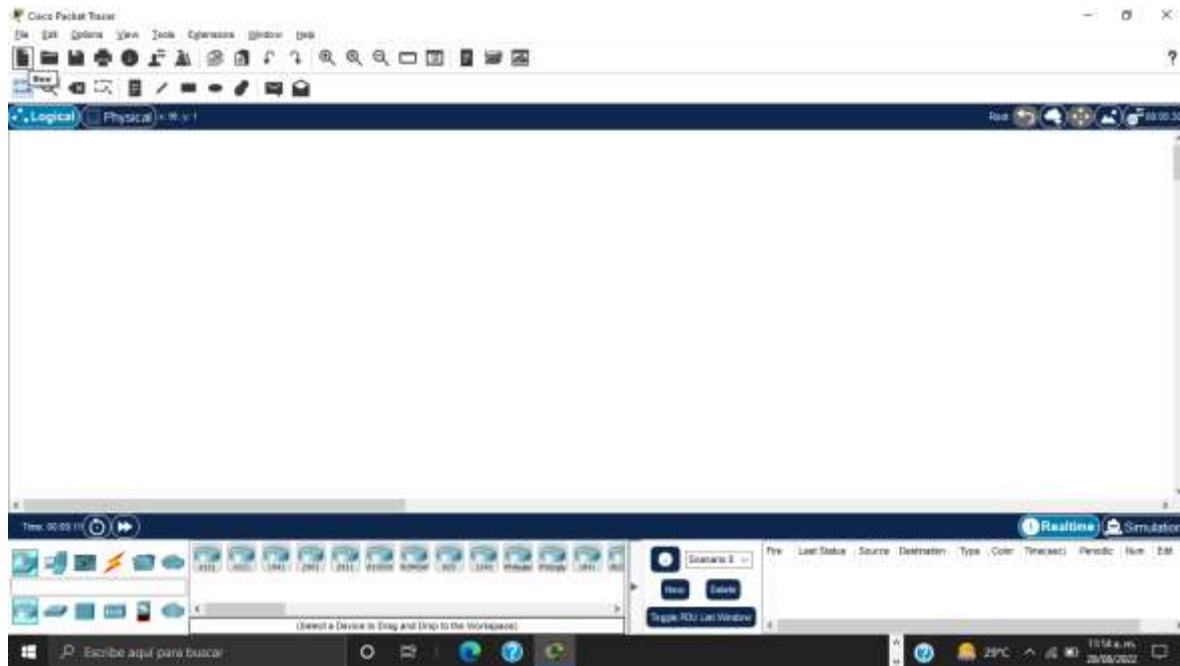 Cisco Packet Tracer
File Edit Options View Tools Extensions Window Help
New
Logical Physical
Root
Time: 00:03:11
Realtime Simulation
Scenario 0
Fire Last Status Source Destination Type Color Time(sec) Periodic Num Edit
New Delete
Toggle PDU List Window
(Select a Device to Drag and Drop to the Workspace)
Escribe aquí para buscar
29°C
11:54 a. m.